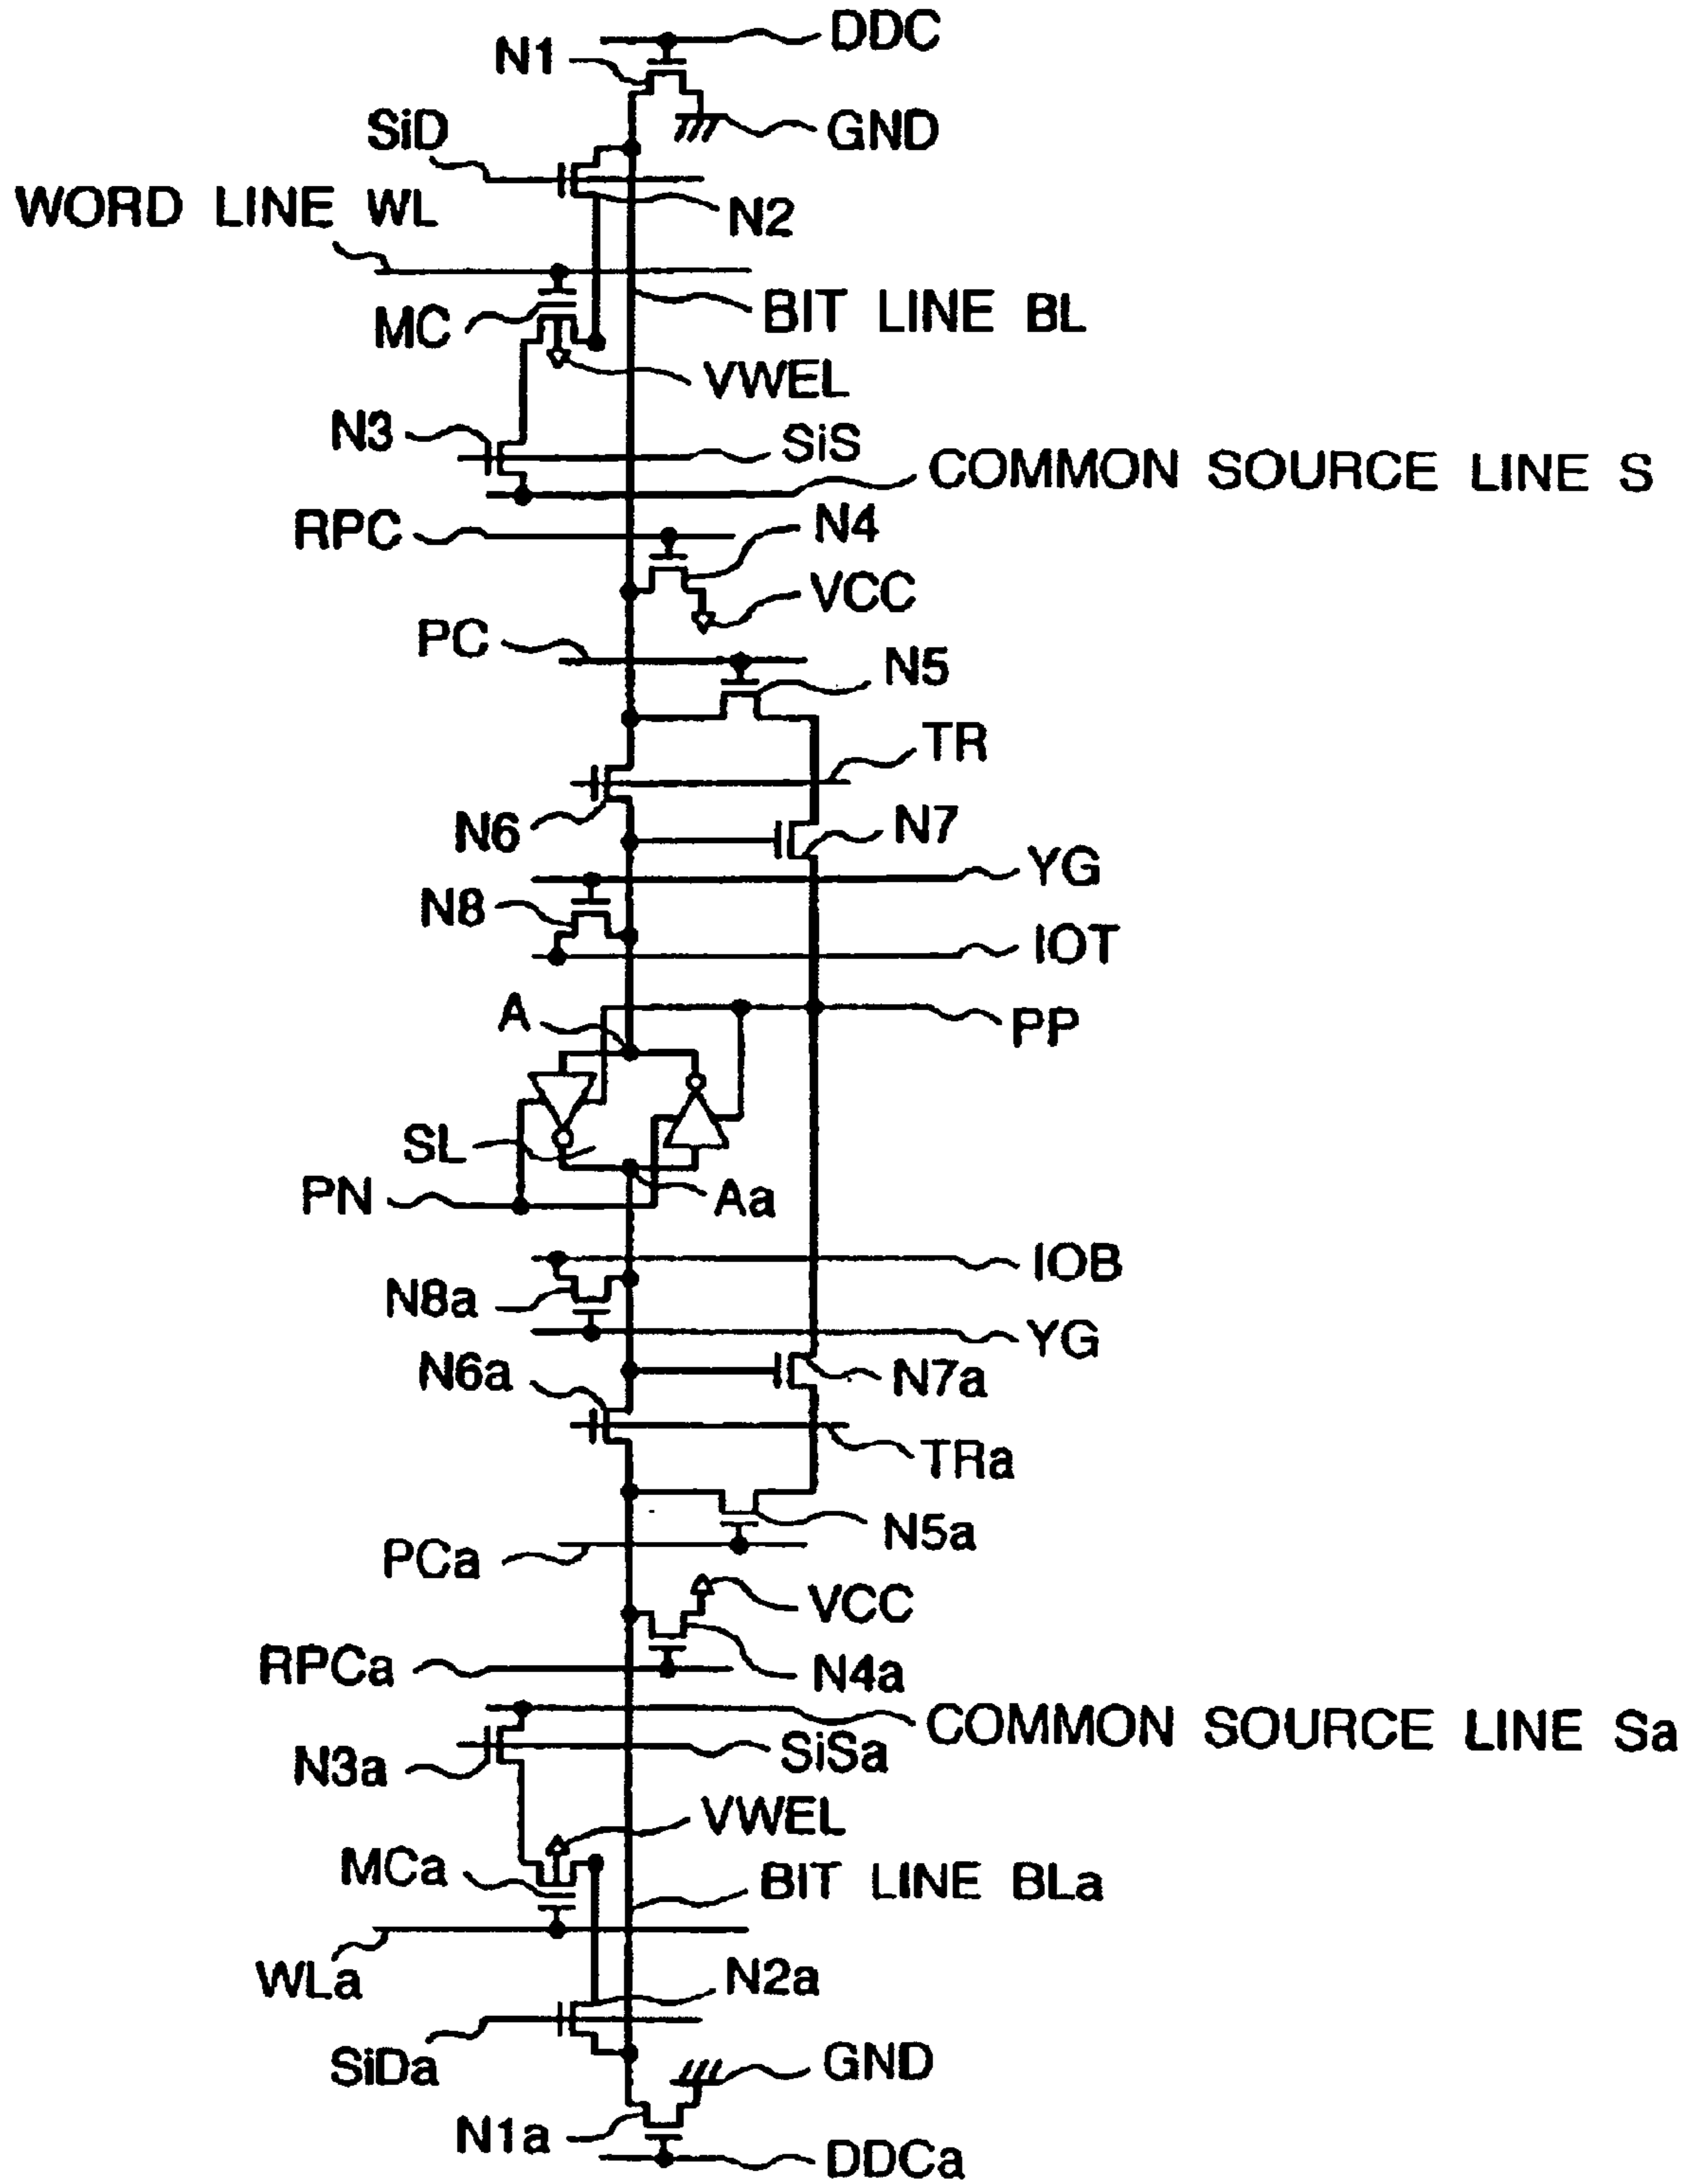 DDC
N1
GND
SiD
N2
WORD LINE WL
BIT LINE BL
MC
VWEL
N3
SiS
COMMON SOURCE LINE S
RPC
N4
VCC
PC
N5
TR
N6
N7
YG
N8
IOT
A
PP
SL
PN
Aa
IOB
N8a
YG
N6a
N7a
TRa
N5a
PCa
VCC
RPCa
N4a
COMMON SOURCE LINE Sa
SiSa
N3a
VWEL
MCa
BIT LINE BLa
WLa
N2a
SiDa
GND
N1a
DDCa